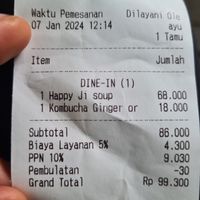 Waktu Pemesanan Dilayani Ole
07 Jan 2024 12:14 ayu
1 Tamu
Item Jumlah
DINE-IN (1)
1 Happy Ji soup 68.000
1 Kombucha Ginger or 18.000
Subtotal 86.000
Biaya Layanan 5% 4.300
PPN 10% 9.030
Pembulatan -30
Grand Total Rp 99.300